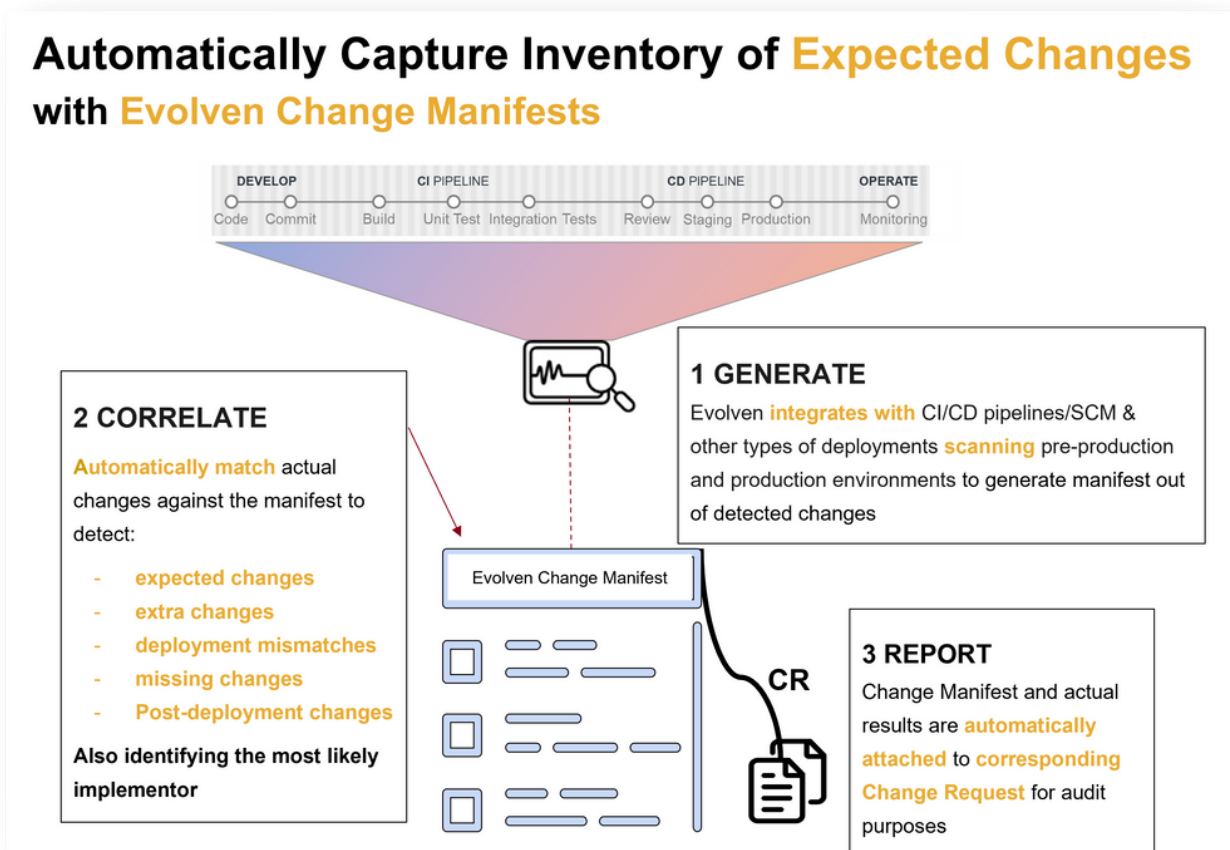 Automatically Capture Inventory of Expected Changes
with Evolven Change Manifests
DEVELOP CI PIPELINE CD PIPELINE OPERATE
Code Commit Build Unit Test Integration Tests Review Staging Production Monitoring
1 GENERATE
Evolven integrates with CI/CD pipelines/SCM &
other types of deployments scanning pre-production
and production environments to generate manifest out
of detected changes
2 CORRELATE
Automatically match actual
changes against the manifest to
detect:
- expected changes
- extra changes
- deployment mismatches
- missing changes
- Post-deployment changes
Also identifying the most likely
implementor
Evolven Change Manifest
CR
3 REPORT
Change Manifest and actual
results are automatically
attached to corresponding
Change Request for audit
purposes